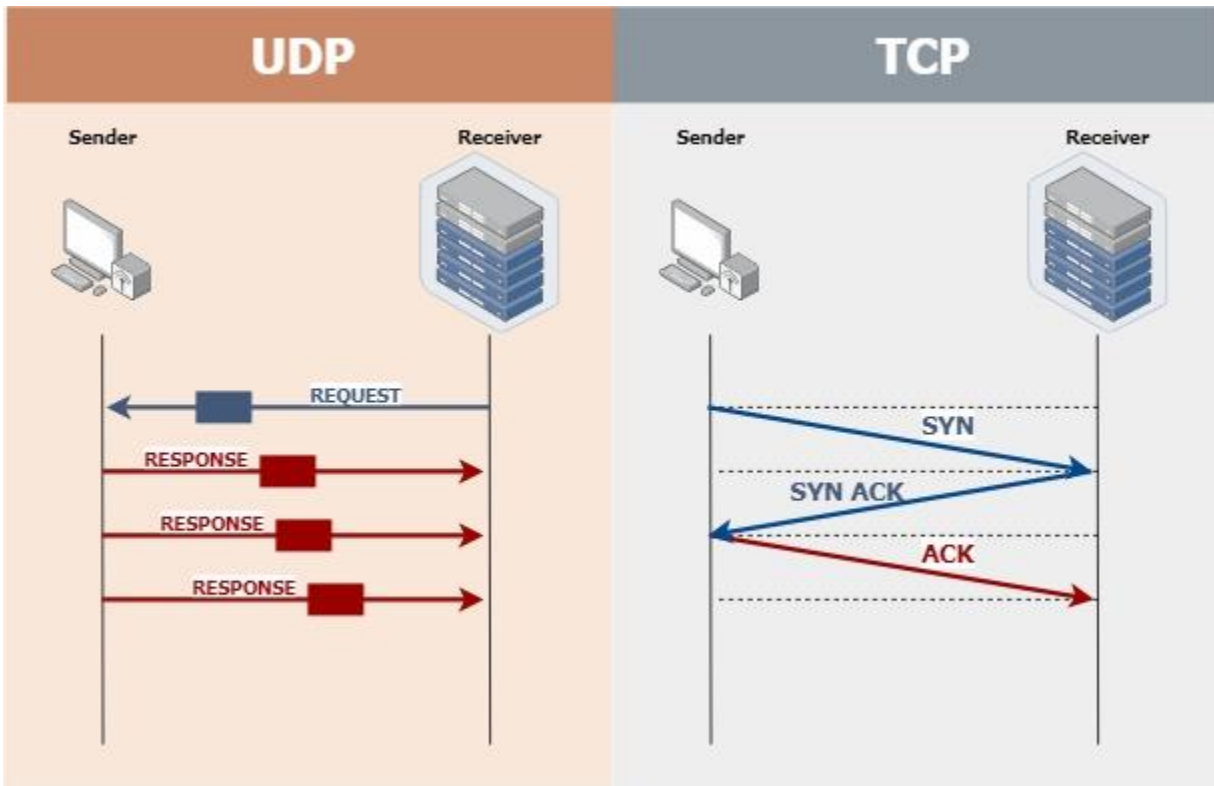 UDP
TCP
Sender
Receiver
Sender
Receiver
REQUEST
RESPONSE
RESPONSE
RESPONSE
SYN
SYN ACK
ACK